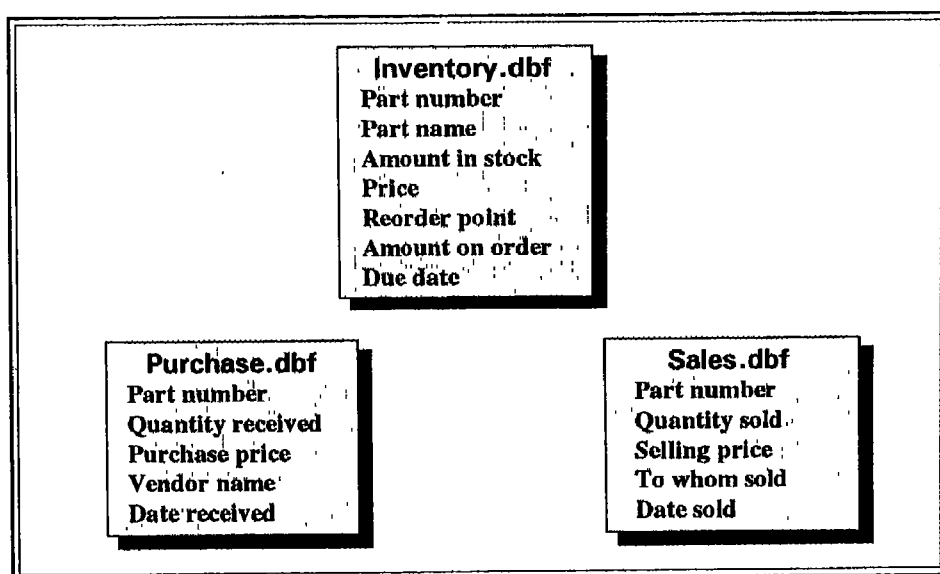 Inventory.dbf
Part number
Part name
Amount in stock
Price
Reorder point
Amount on order
Due date
Purchase.dbf
Part number
Quantity received
Purchase price
Vendor name
Date received
Sales.dbf
Part number
Quantity sold
Selling price
To whom sold
Date sold